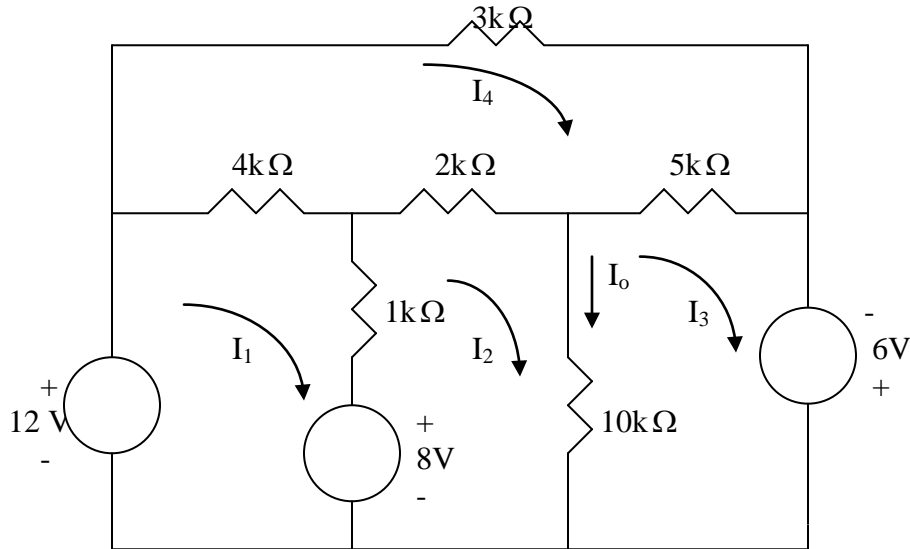 3kΩ
I₄
4kΩ
2kΩ
5kΩ
Iₒ
I₁
1kΩ
I₂
I₃
-
6V
+
+
12 V
-
+
8V
-
10kΩ